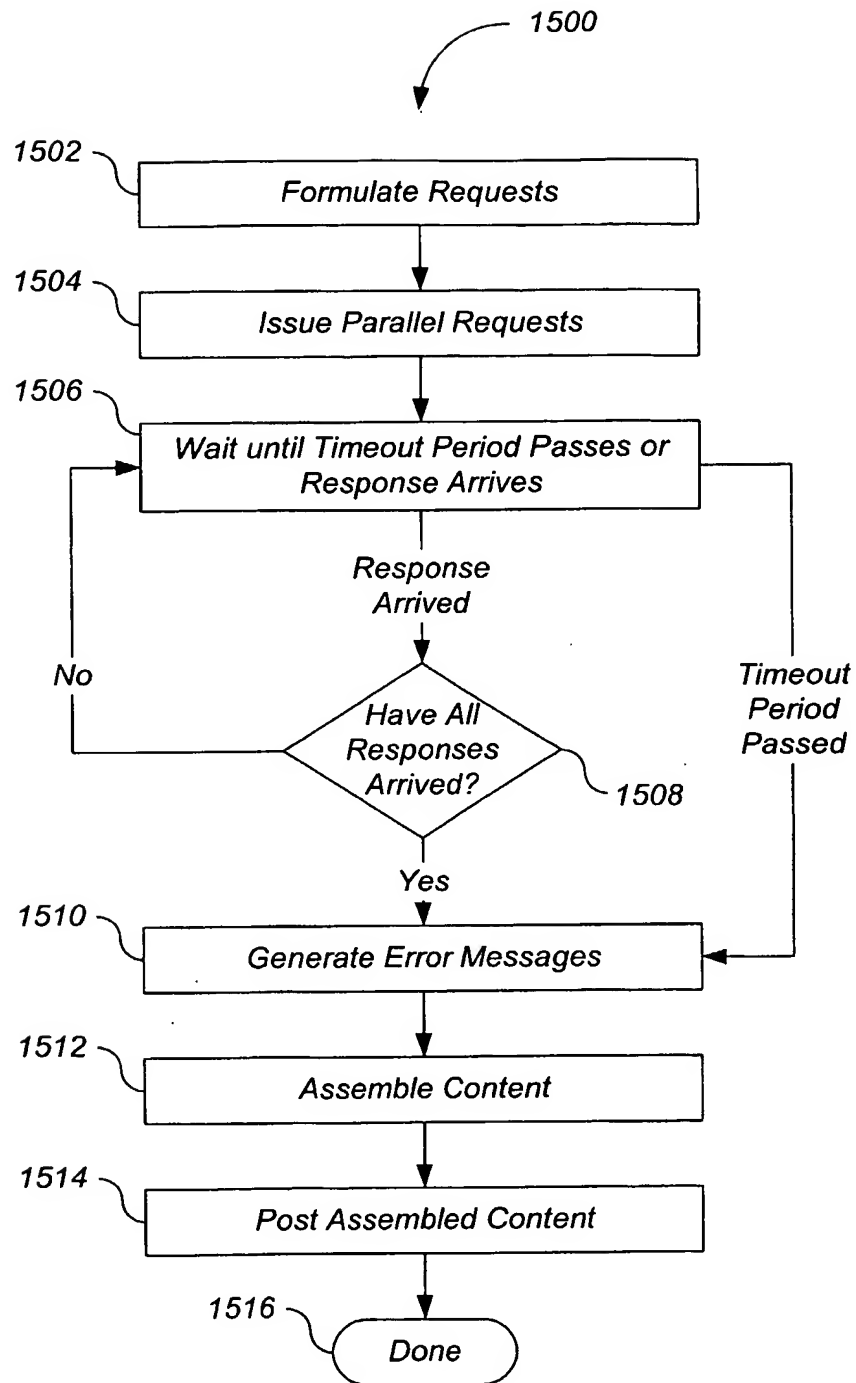 1500
1502
Formulate Requests
1504
Issue Parallel Requests
1506
Wait until Timeout Period Passes or
Response Arrives
Response
Arrived
No
Timeout
Period
Passed
Have All
Responses
Arrived?
1508
Yes
1510
Generate Error Messages
1512
Assemble Content
1514
Post Assembled Content
1516
Done